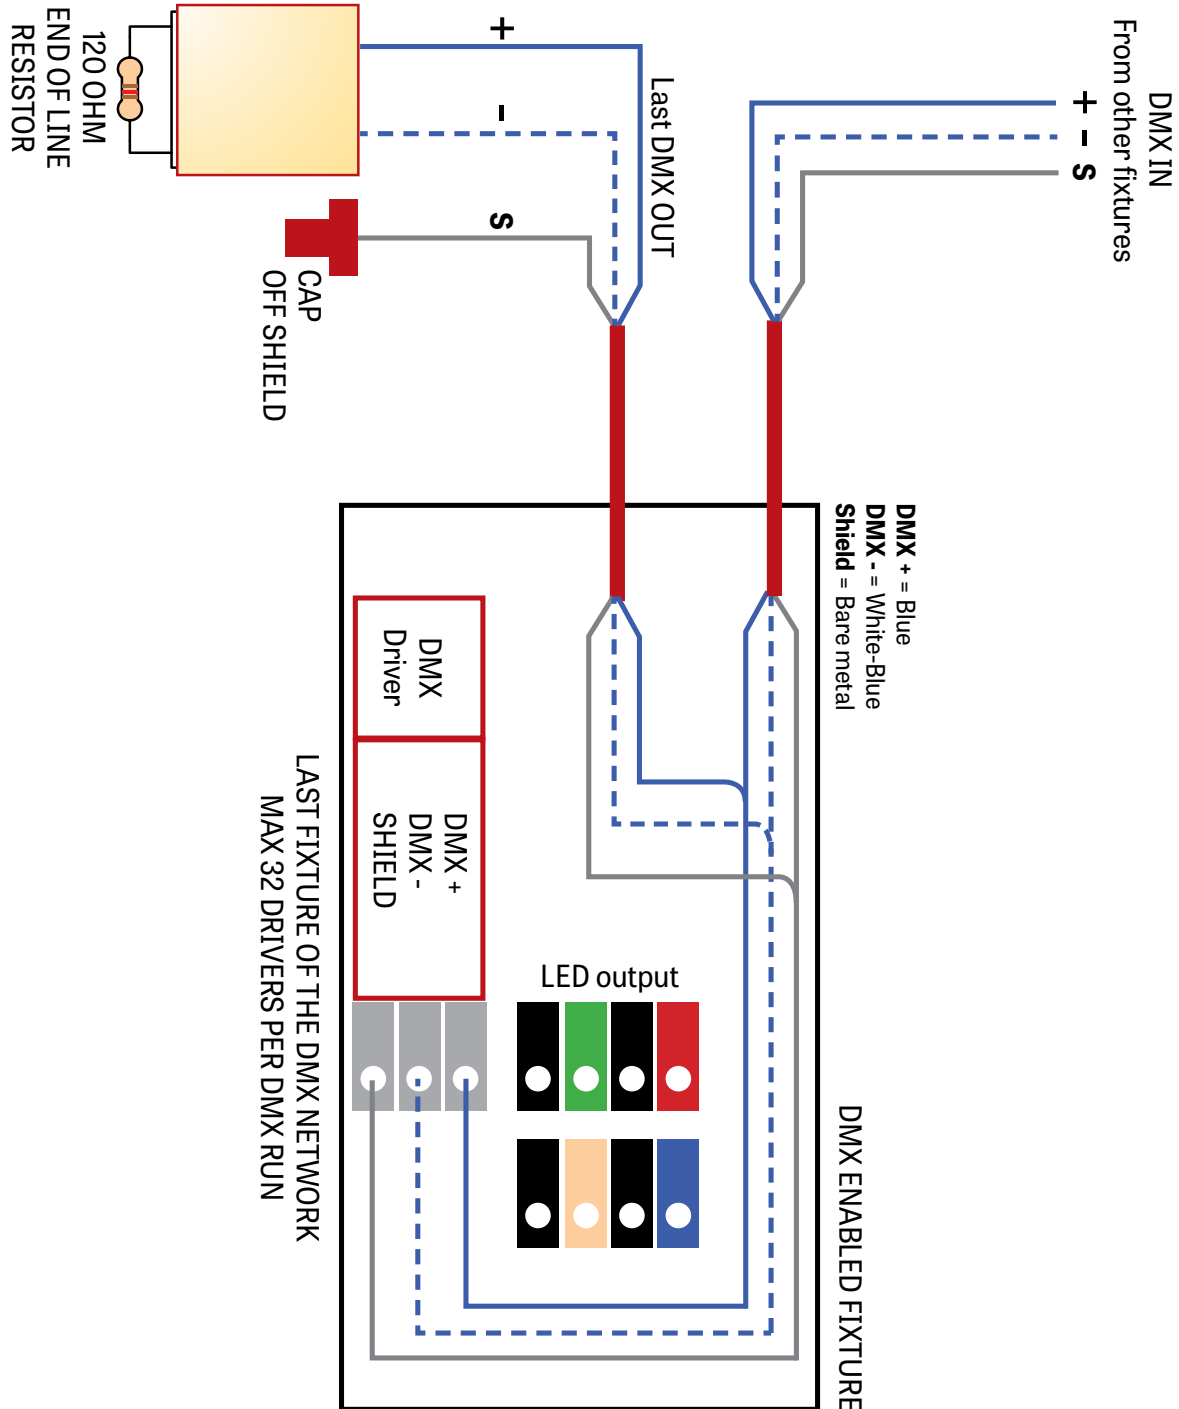 DMX IN
From other fixtures
+
-
S
DMX + = Blue
DMX - = White-Blue
Shield = Bare metal
DMX ENABLED FIXTURE
Last DMX OUT
+
-
S
120 OHM
END OF LINE
RESISTOR
CAP
OFF SHIELD
LED output
DMX
Driver
DMX +
DMX -
SHIELD
LAST FIXTURE OF THE DMX NETWORK
MAX 32 DRIVERS PER DMX RUN